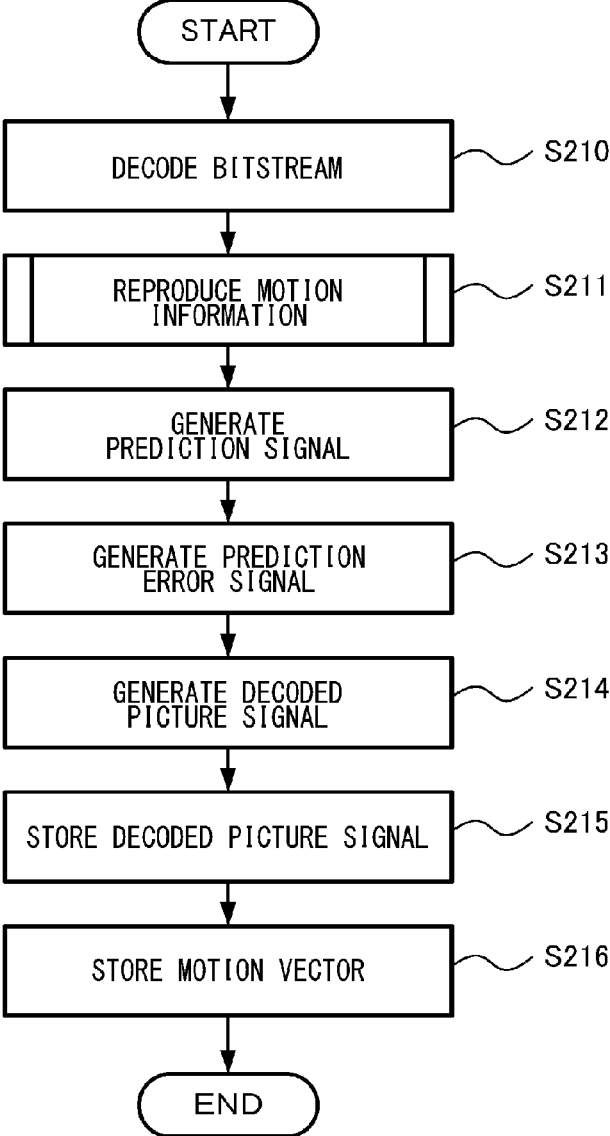 START
DECODE BITSTREAM
S210
REPRODUCE MOTION
INFORMATION
S211
GENERATE
PREDICTION SIGNAL
S212
GENERATE PREDICTION
ERROR SIGNAL
S213
GENERATE DECODED
PICTURE SIGNAL
S214
STORE DECODED PICTURE SIGNAL
S215
STORE MOTION VECTOR
S216
END